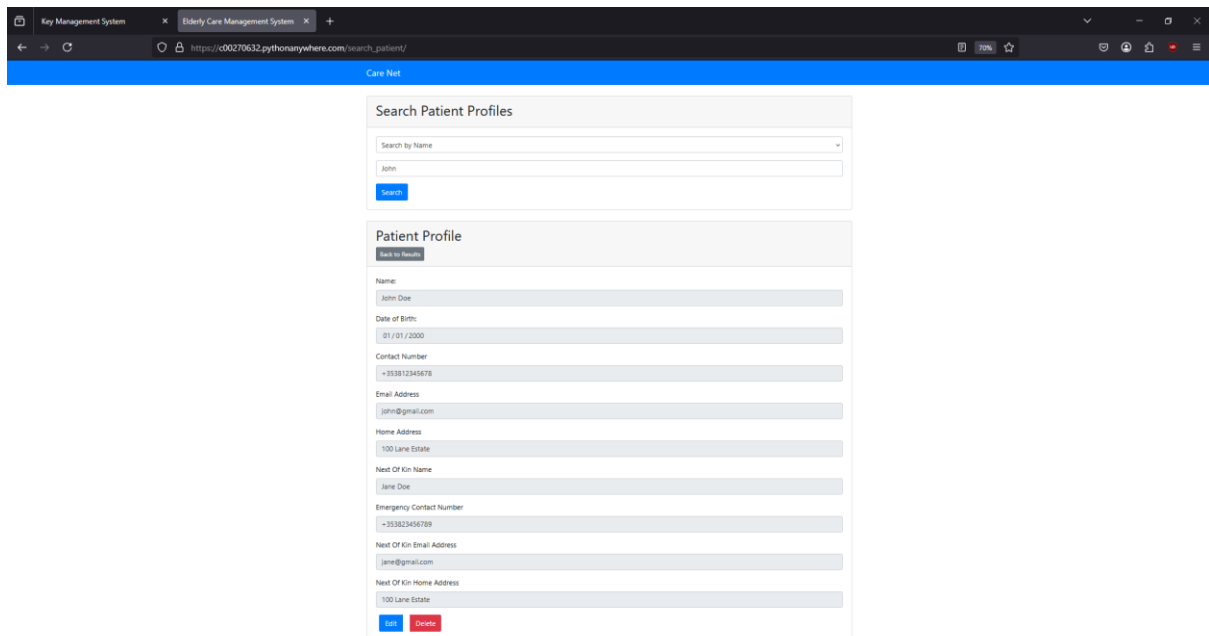 Key Management System
Elderly Care Management System
https://c00270632.pythonanywhere.com/search_patient/
70%
Care Net
Search Patient Profiles
Search by Name
John
Search
Patient Profile
Back to Results
Name:
John Doe
Date of Birth:
01/01/2000
Contact Number
+353812345678
Email Address
john@gmail.com
Home Address
100 Lane Estate
Next Of Kin Name
Jane Doe
Emergency Contact Number
+353823456789
Next Of Kin Email Address
jane@gmail.com
Next Of Kin Home Address
100 Lane Estate
Edit Delete